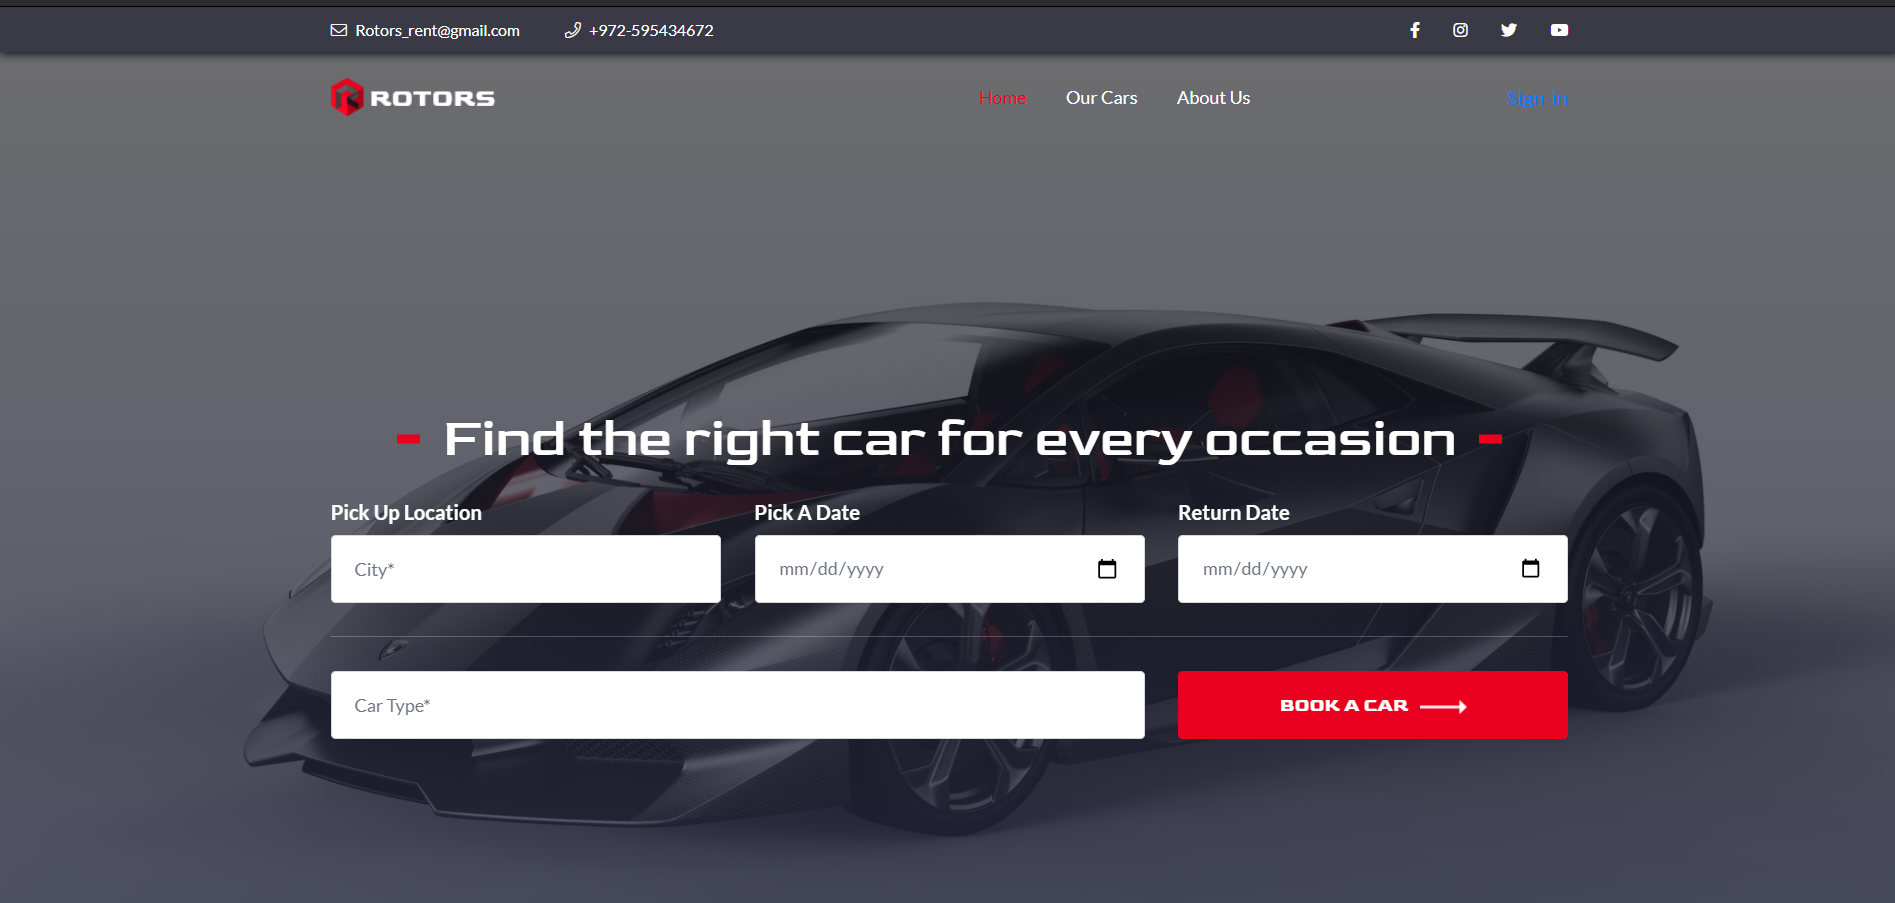 Rotors_rent@gmail.com +972-595434672
ROTORS Home Our Cars About Us Sign-in
- Find the right car for every occasion -
Pick Up Location Pick A Date Return Date
City* mm/dd/yyyy mm/dd/yyyy
Car Type* BOOK A CAR